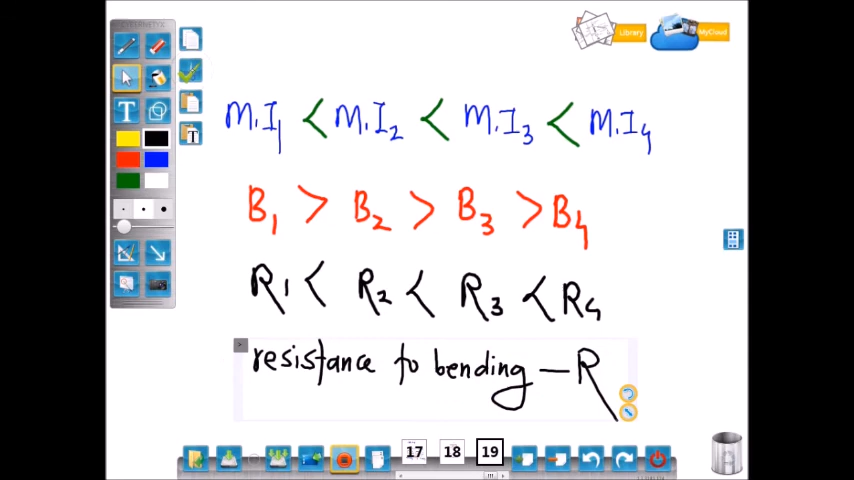 Library
MyCloud
M.I1 < M.I2 < M.I3 < M.I4
B1 > B2 > B3 > B4
R1 < R2 < R3 < R4
resistance to bending — R
T
T
17 18 19